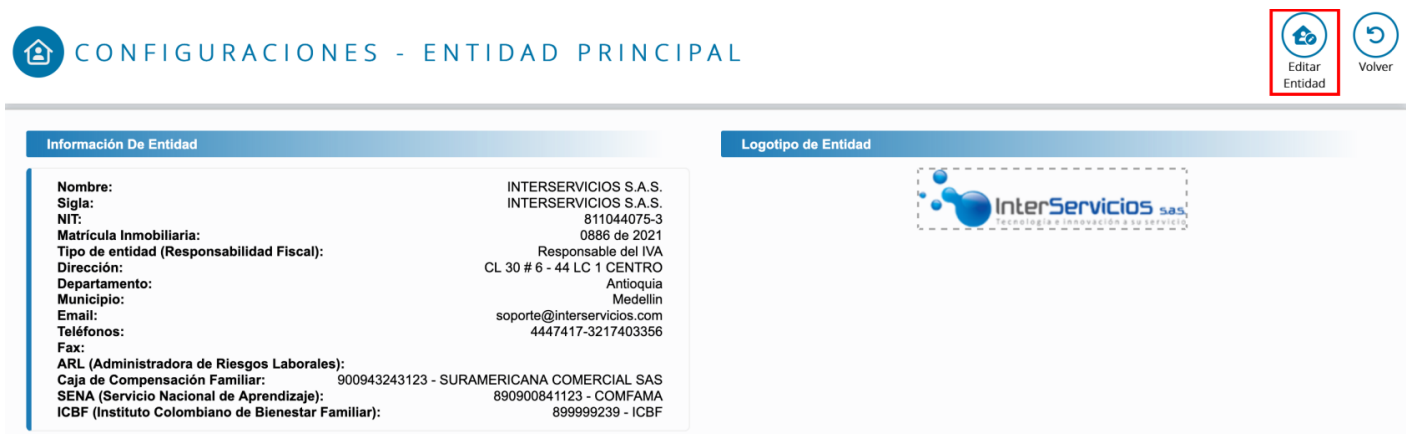 CONFIGURACIONES - ENTIDAD PRINCIPAL
Editar
Entidad
Volver
Información De Entidad
Nombre: INTERSERVICIOS S.A.S.
Sigla: INTERSERVICIOS S.A.S.
NIT: 811044075-3
Matrícula Inmobiliaria: 0886 de 2021
Tipo de entidad (Responsabilidad Fiscal): Responsable del IVA
Dirección: CL 30 # 6 - 44 LC 1 CENTRO
Departamento: Antioquia
Municipio: Medellin
Email: soporte@interservicios.com
Teléfonos: 4447417-3217403356
Fax:
ARL (Administradora de Riesgos Laborales):
Caja de Compensación Familiar: 900943243123 - SURAMERICANA COMERCIAL SAS
SENA (Servicio Nacional de Aprendizaje): 890900841123 - COMFAMA
ICBF (Instituto Colombiano de Bienestar Familiar): 899999239 - ICBF
Logotipo de Entidad
InterServicios s.a.s.
Tecnología e Innovación a su servicio